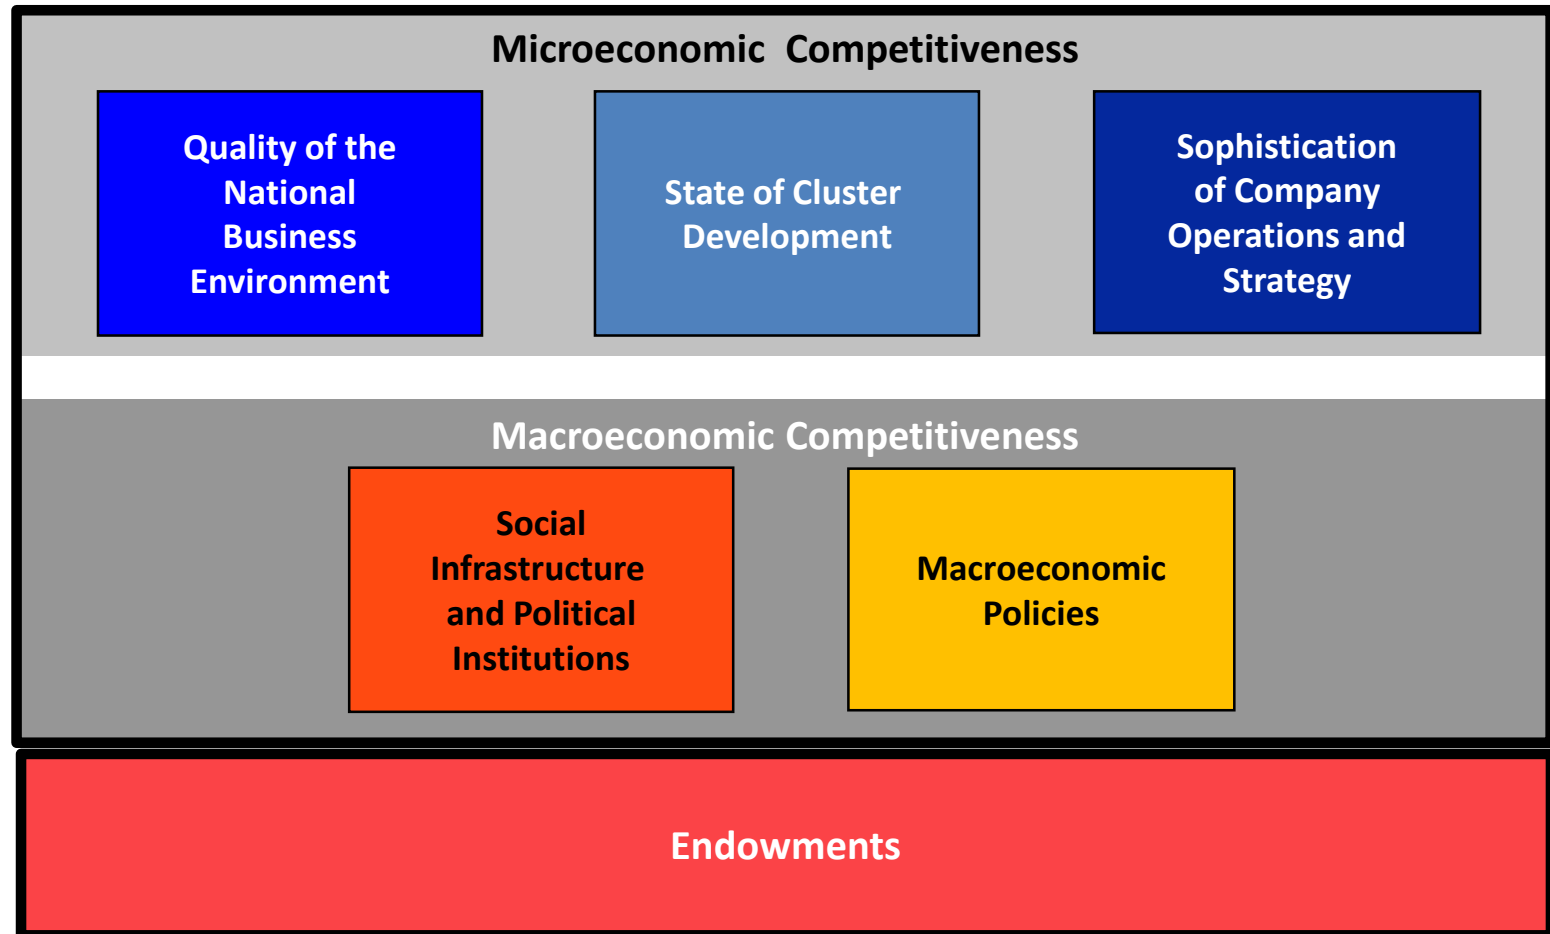 Microeconomic Competitiveness
Quality of the
National
Business
Environment
State of Cluster
Development
Sophistication
of Company
Operations and
Strategy
Macroeconomic Competitiveness
Social
Infrastructure
and Political
Institutions
Macroeconomic
Policies
Endowments